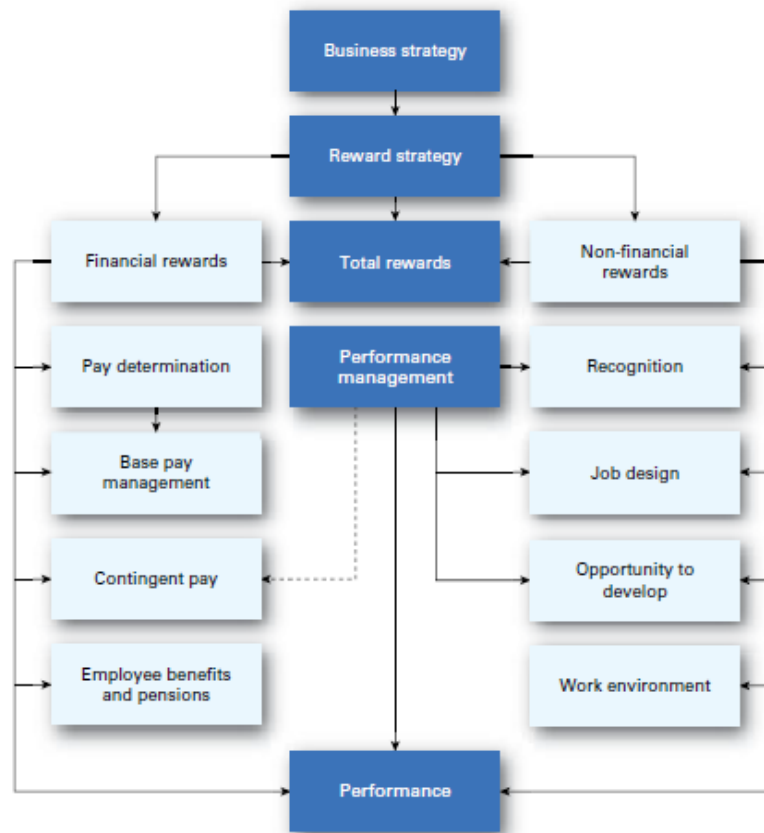 Business strategy
Reward strategy
Financial rewards
Total rewards
Non-financial
rewards
Pay determination
Performance
management
Recognition
Base pay
management
Job design
Contingent pay
Opportunity to
develop
Employee benefits
and pensions
Work environment
Performance